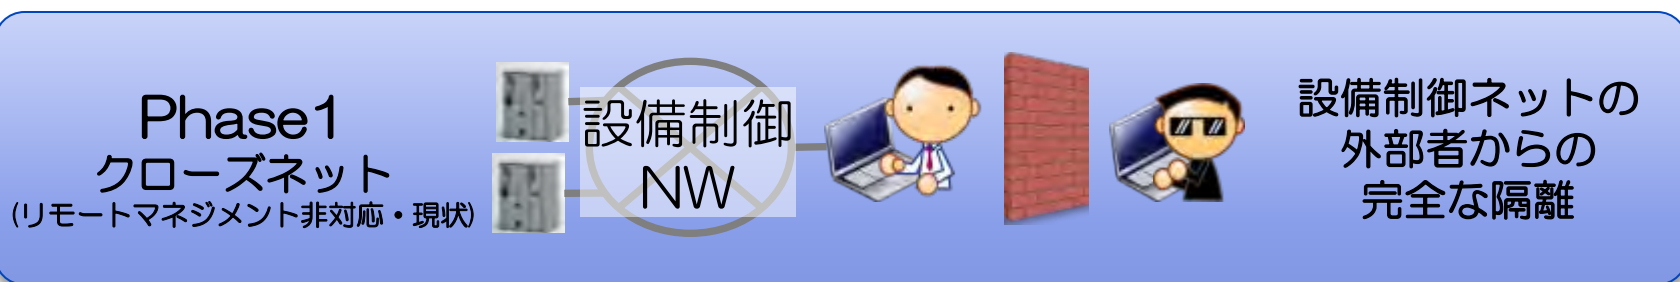 Phase1
クローズネット
(リモートマネジメント非対応・現状)
設備制御
NW
設備制御ネットの
外部者からの
完全な隔離